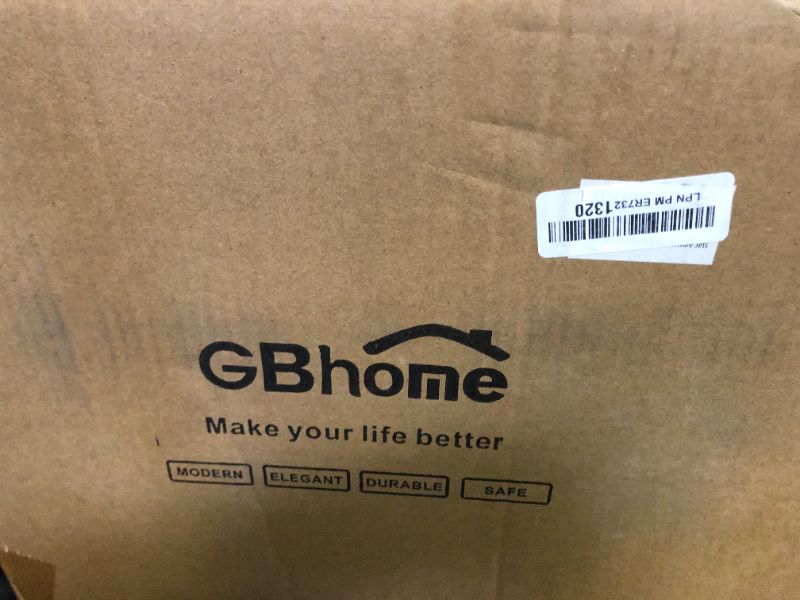 LPN PM ER7321320
GBhome
Make your life better
MODERN ELEGANT DURABLE SAFE